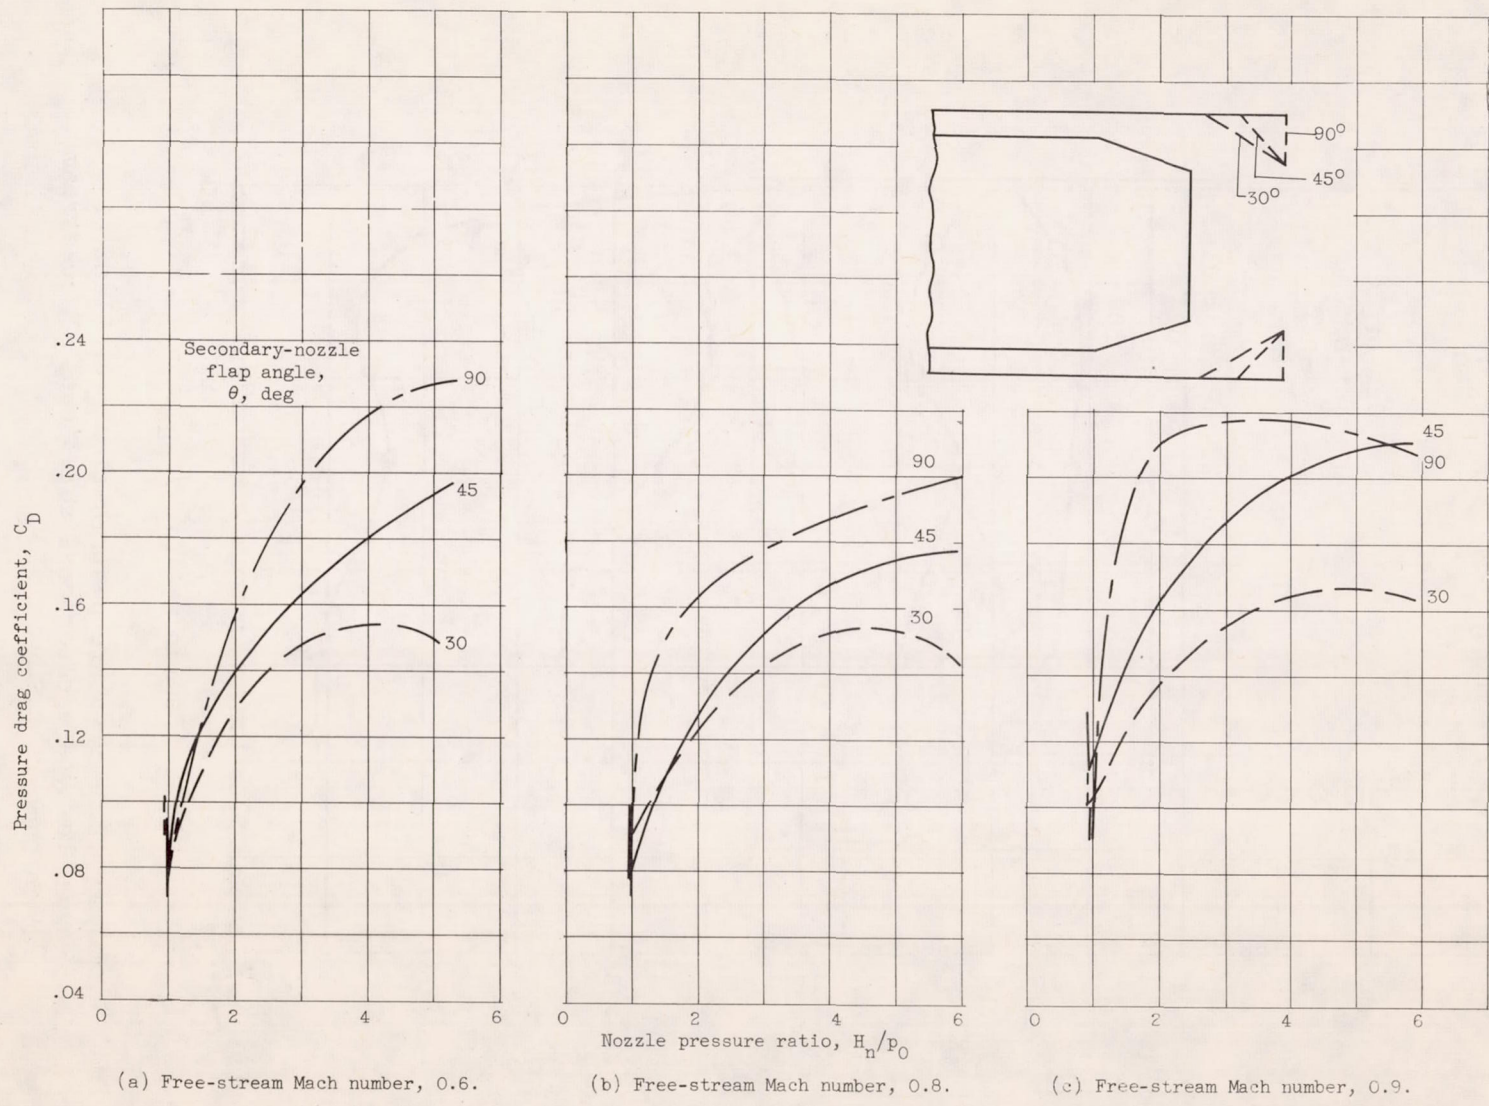 90°
45°
30°
.24
.20
.16
.12
.08
.04
Pressure drag coefficient, C_D
Secondary-nozzle
flap angle,
θ, deg
90
45
30
90
45
30
45
90
30
0 2 4 6
0 2 4 6
0 2 4 6
Nozzle pressure ratio, H_n/p_0
(a) Free-stream Mach number, 0.6.
(b) Free-stream Mach number, 0.8.
(c) Free-stream Mach number, 0.9.